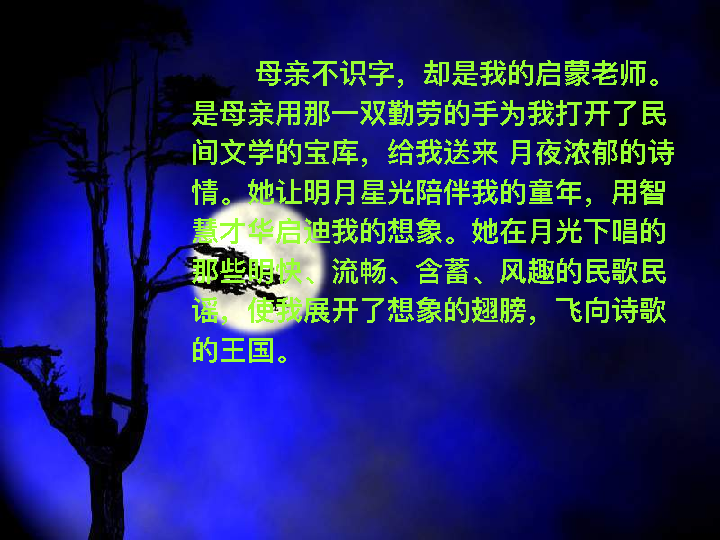 母亲不识字，却是我的启蒙老师。
是母亲用那一双勤劳的手为我打开了民
间文学的宝库，给我送来 月夜浓郁的诗
情。她让明月星光陪伴我的童年，用智
慧才华启迪我的想象。她在月光下唱的
那些明快、流畅、含蓄、风趣的民歌民
谣，使我展开了想象的翅膀，飞向诗歌
的王国。